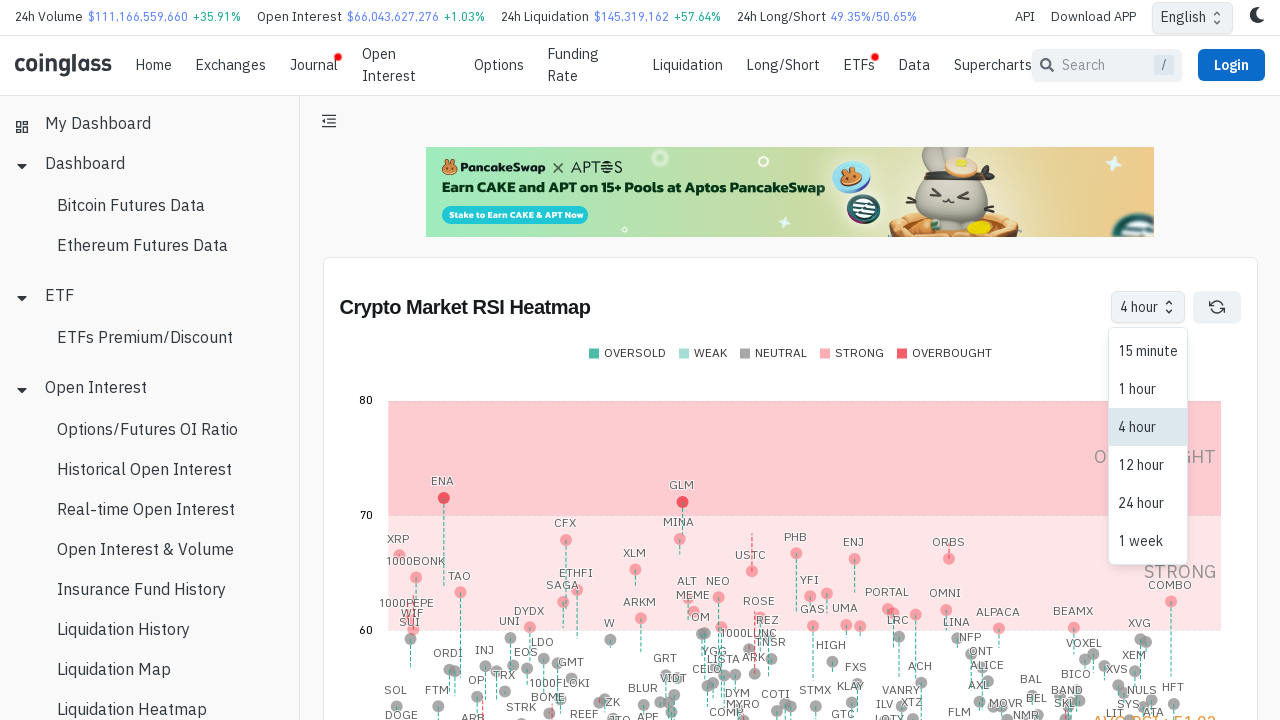 24h Volume $111,166,559,660 +35.91% Open Interest $66,043,627,276 +1.03% 24h Liquidation $145,319,162 +57.64% 24h Long/Short 49.35%/50.65% API Download APP English
coinglass Home Exchanges Journal Open Interest Options Funding Rate Liquidation Long/Short ETFs Data Supercharts Search / Login
My Dashboard
Dashboard
Bitcoin Futures Data
Ethereum Futures Data
ETF
ETFs Premium/Discount
Open Interest
Options/Futures OI Ratio
Historical Open Interest
Real-time Open Interest
Open Interest & Volume
Insurance Fund History
Liquidation History
Liquidation Map
Liquidation Heatmap
PancakeSwap X APTOS
Earn CAKE and APT on 15+ Pools at Aptos PancakeSwap
Stake to Earn CAKE & APT Now
Crypto Market RSI Heatmap
4 hour
15 minute
1 hour
4 hour
12 hour
24 hour
1 week
OVERSOLD WEAK NEUTRAL STRONG OVERBOUGHT
80
70
60
STRONG
ENA
GLM
MINA
CFX
XRP
1000BONK
TAO
XLM
ETHFI
SAGA
USTC
PHB
ENJ
ORBS
COMBO
1000PEPE
WIF
SUI
UNI
DYDX
ARKM
ALT
MEME
NEO
YFI
GAS
UMA
PORTAL
OMNI
ROSE
REZ
LRC
LINA
ALPACA
BEAMX
XVG
W
OM
1000LUNC
TNSR
HIGH
NFP
VOXEL
XEM
ORDI
INJ
EOS
LDO
GMT
GRT
YGG
LISTA
ARK
CELO
VIDT
FXS
ACH
ONT
ALICE
BICO
XVS
SOL
FTM
OP
TRX
1000FLOKI
BOME
STRK
BLUR
DYM
MYRO
COTI
STMX
KLAY
VANRY
ILV
XTZ
AXL
BAL
BAND
SKL
NULS
HFT
DOGE
REEF
GTC
FLM
MOVR
SYS
ATA